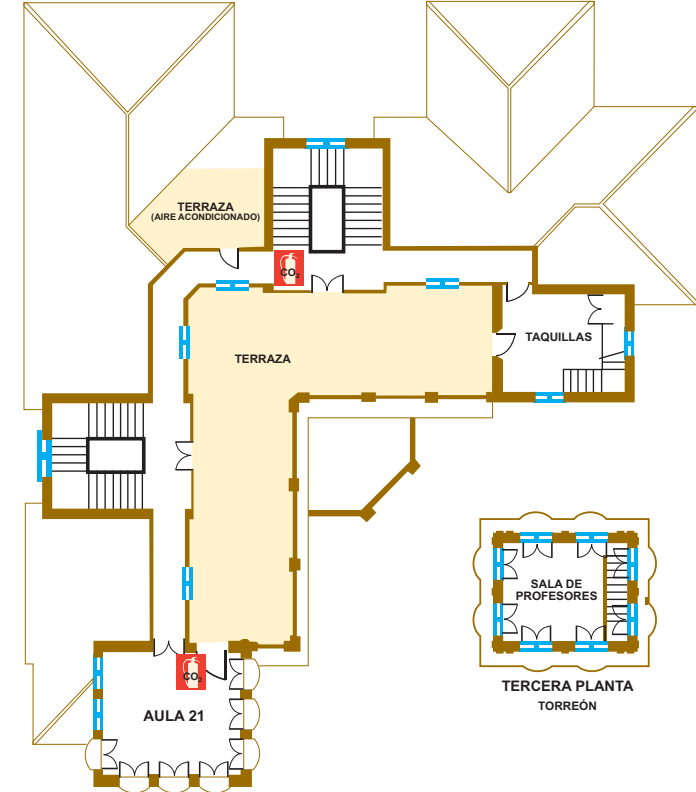 TERRAZA
(AIRE ACONDICIONADO)
CO2
TAQUILLAS
TERRAZA
SALA DE
PROFESORES
CO2
TERCERA PLANTA
TORREÓN
AULA 21